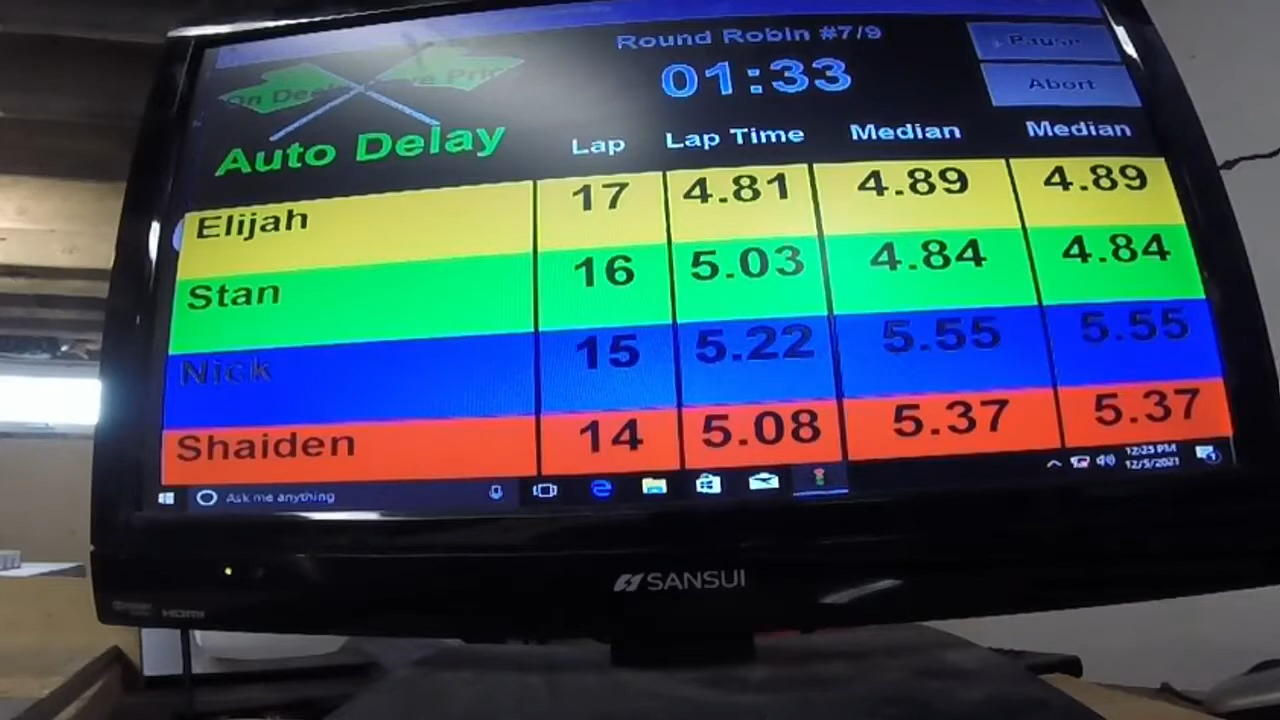 Round Robin #7/9
Pause
01:33
Abort
Auto Delay
Lap
Lap Time
Median
Median
Elijah 17 4.81 4.89 4.89
Stan 16 5.03 4.84 4.84
Nick 15 5.22 5.55 5.55
Shaiden 14 5.08 5.37 5.37
Ask me anything
12:23 PM
12/5/2021
SANSUI
HDMI